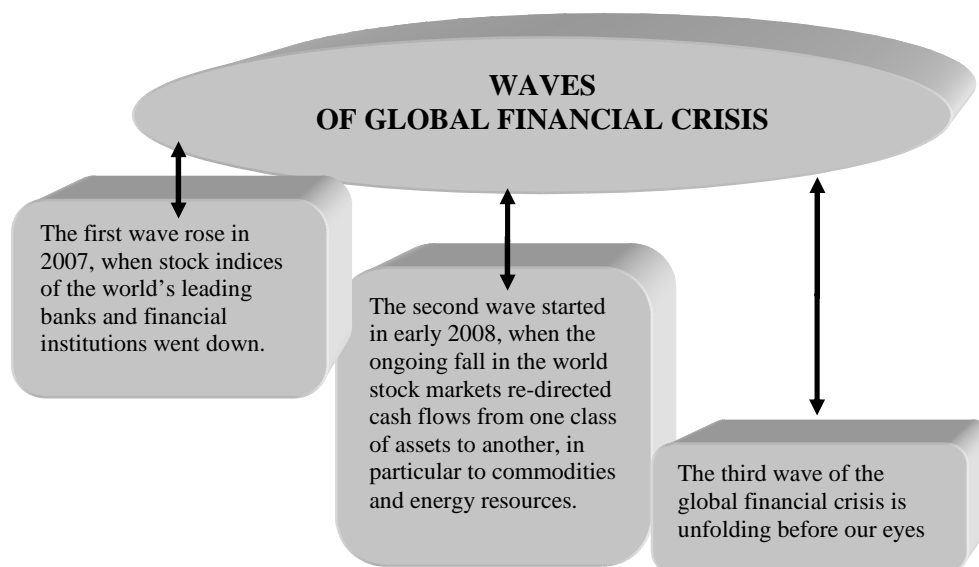 WAVES
OF GLOBAL FINANCIAL CRISIS
The first wave rose in
2007, when stock indices
of the world’s leading
banks and financial
institutions went down.
The second wave started
in early 2008, when the
ongoing fall in the world
stock markets re-directed
cash flows from one class
of assets to another, in
particular to commodities
and energy resources.
The third wave of the
global financial crisis is
unfolding before our eyes